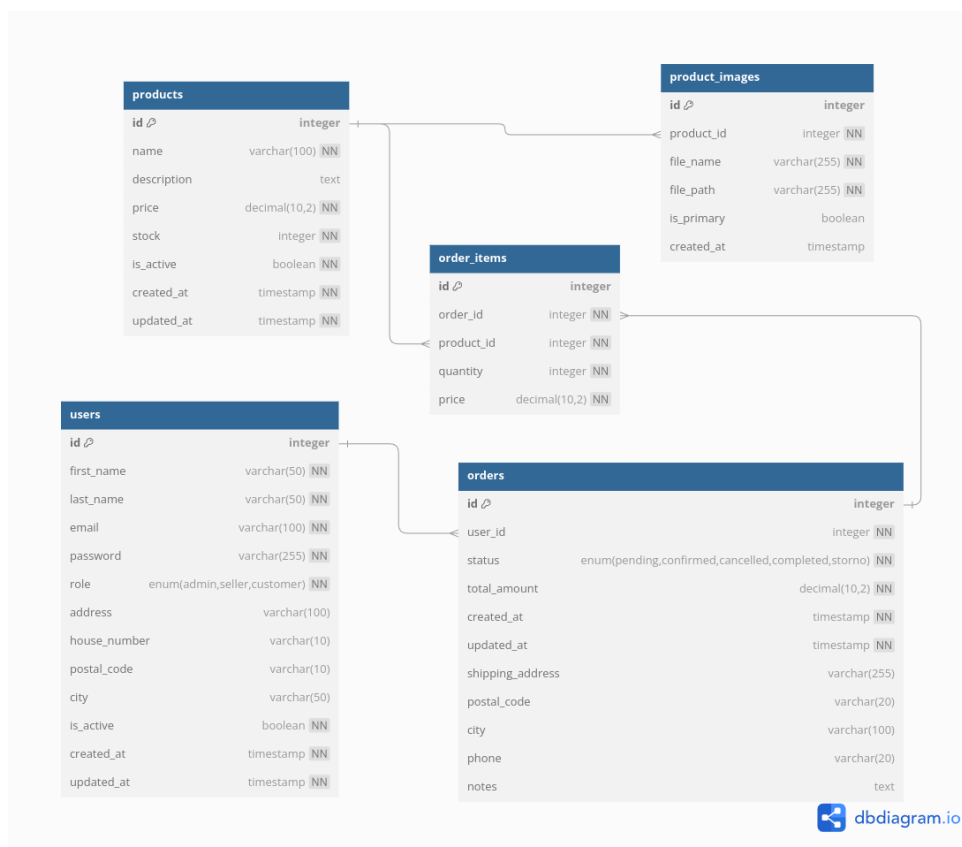 products
id integer
name varchar(100) NN
description text
price decimal(10,2) NN
stock integer NN
is_active boolean NN
created_at timestamp NN
updated_at timestamp NN
product_images
id integer
product_id integer NN
file_name varchar(255) NN
file_path varchar(255) NN
is_primary boolean
created_at timestamp
order_items
id integer
order_id integer NN
product_id integer NN
quantity integer NN
price decimal(10,2) NN
users
id integer
first_name varchar(50) NN
last_name varchar(50) NN
email varchar(100) NN
password varchar(255) NN
role enum(admin,seller,customer) NN
address varchar(100)
house_number varchar(10)
postal_code varchar(10)
city varchar(50)
is_active boolean NN
created_at timestamp NN
updated_at timestamp NN
orders
id integer
user_id integer NN
status enum(pending,confirmed,cancelled,completed,storno) NN
total_amount decimal(10,2) NN
created_at timestamp NN
updated_at timestamp NN
shipping_address varchar(255)
postal_code varchar(20)
city varchar(100)
phone varchar(20)
notes text
dbdiagram.io